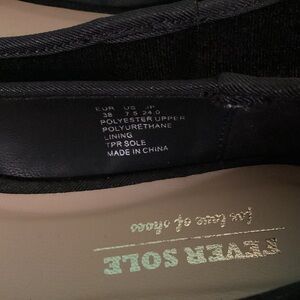 EUR US JP
38 7.5 24.0
POLYESTER UPPER
POLYURETHANE
LINING
TPR SOLE
MADE IN CHINA
for love of shoes
FEVER SOLE